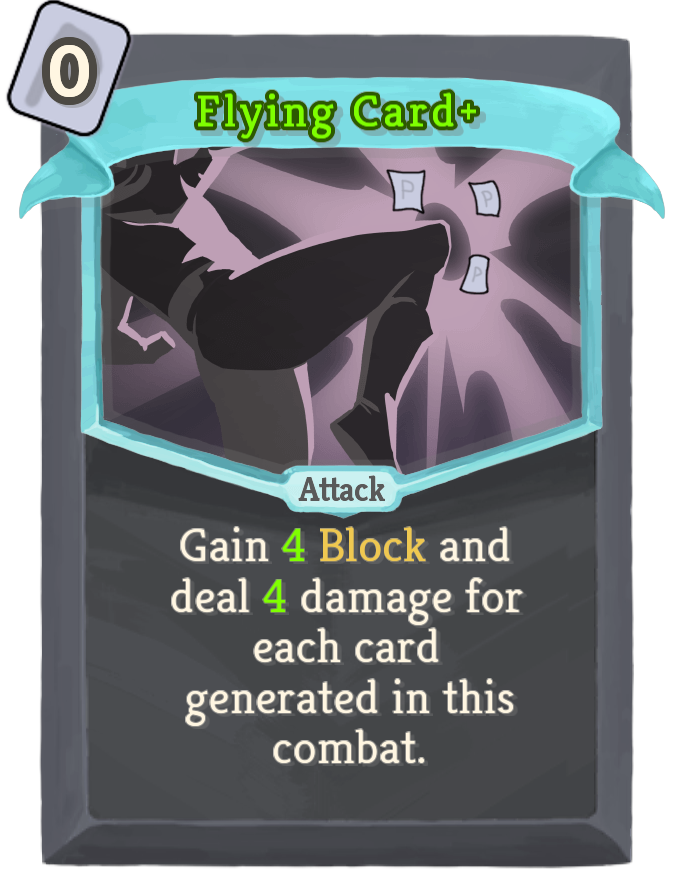 0
Flying Card+
P
P
P
Attack
Gain 4 Block and
deal 4 damage for
each card
generated in this
combat.